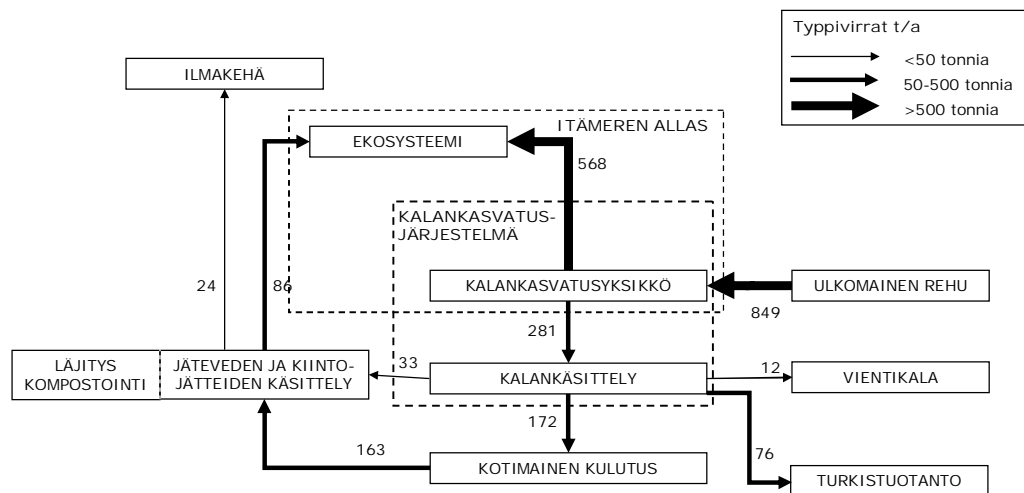 Typpivirrat t/a
<50 tonnia
50-500 tonnia
>500 tonnia
ILMAKEHÄ
ITÄMEREN ALLAS
EKOSYSTEEMI
568
KALANKASVATUS-
JÄRJESTELMÄ
24
86
KALANKASVATUSYKSIKKÖ
ULKOMAINEN REHU
849
281
LÄJITYS
KOMPOSTOINTI
JÄTEVEDEN JA KIINTO-
JÄTTEIDEN KÄSITTELY
33
KALANKÄSITTELY
12
VIENTIKALA
172
163
76
KOTIMAINEN KULUTUS
TURKISTUOTANTO